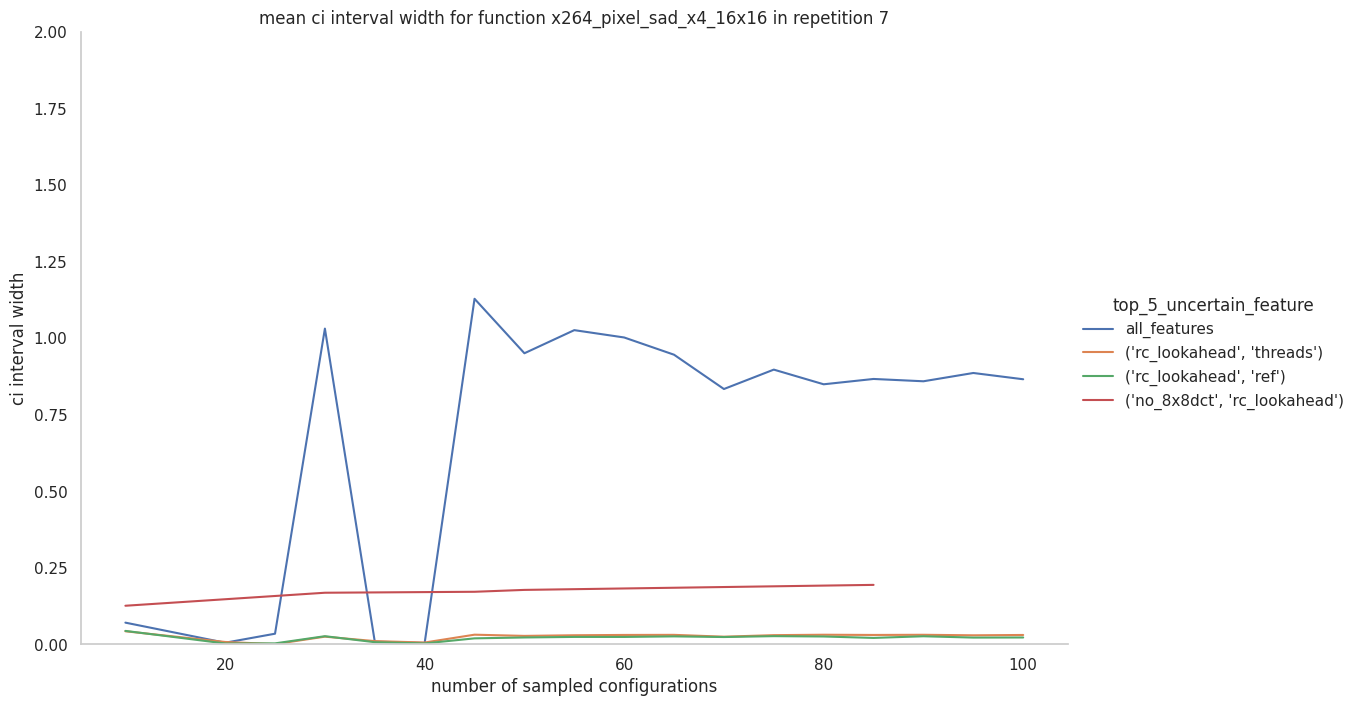 mean ci interval width for function x264_pixel_sad_x4_16x16 in repetition 7
2.00
1.75
1.50
1.25
1.00
0.75
0.50
0.25
0.00
ci interval width
20
40
60
80
100
number of sampled configurations
top_5_uncertain_feature
all_features
('rc_lookahead', 'threads')
('rc_lookahead', 'ref')
('no_8x8dct', 'rc_lookahead')